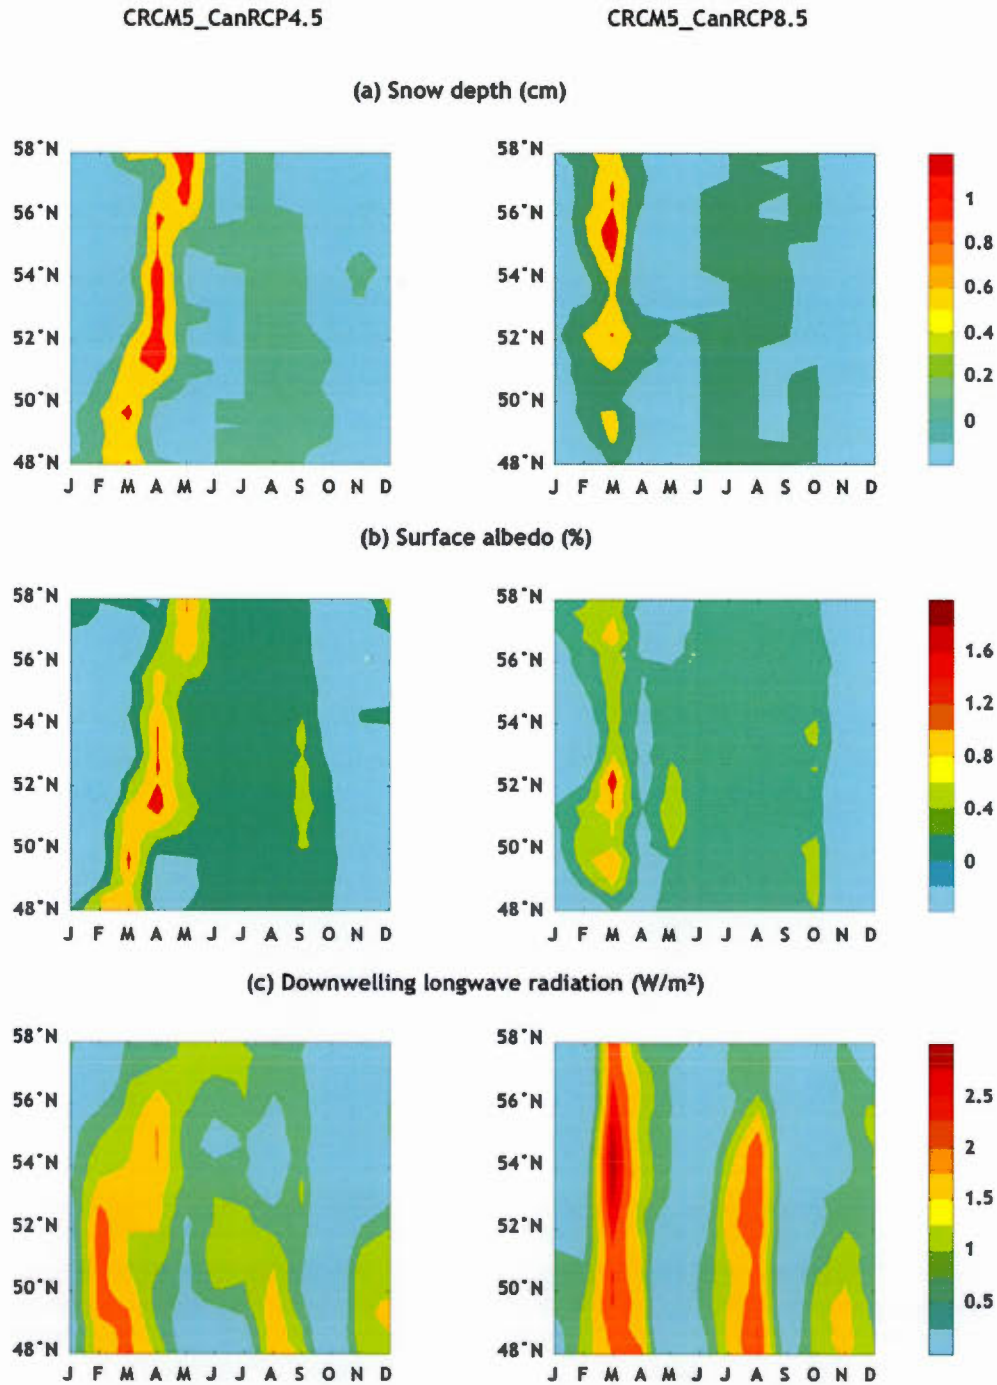 CRCM5_CanRCP4.5 CRCM5_CanRCP8.5
(a) Snow depth (cm)
58°N 58°N
56°N 56°N 1
54°N 54°N 0.8
0.6
52°N 52°N 0.4
50°N 50°N 0.2
0
48°N 48°N
J F M A M J J A S O N D J F M A M J J A S O N D
(b) Surface albedo (%)
58°N 58°N
56°N 56°N 1.6
54°N 54°N 1.2
52°N 52°N 0.8
50°N 50°N 0.4
0
48°N 48°N
J F M A M J J A S O N D J F M A M J J A S O N D
(c) Downwelling longwave radiation (W/m²)
58°N 58°N
56°N 56°N 2.5
54°N 54°N 2
52°N 52°N 1.5
1
50°N 50°N 0.5
48°N 48°N
J F M A M J J A S O N D J F M A M J J A S O N D